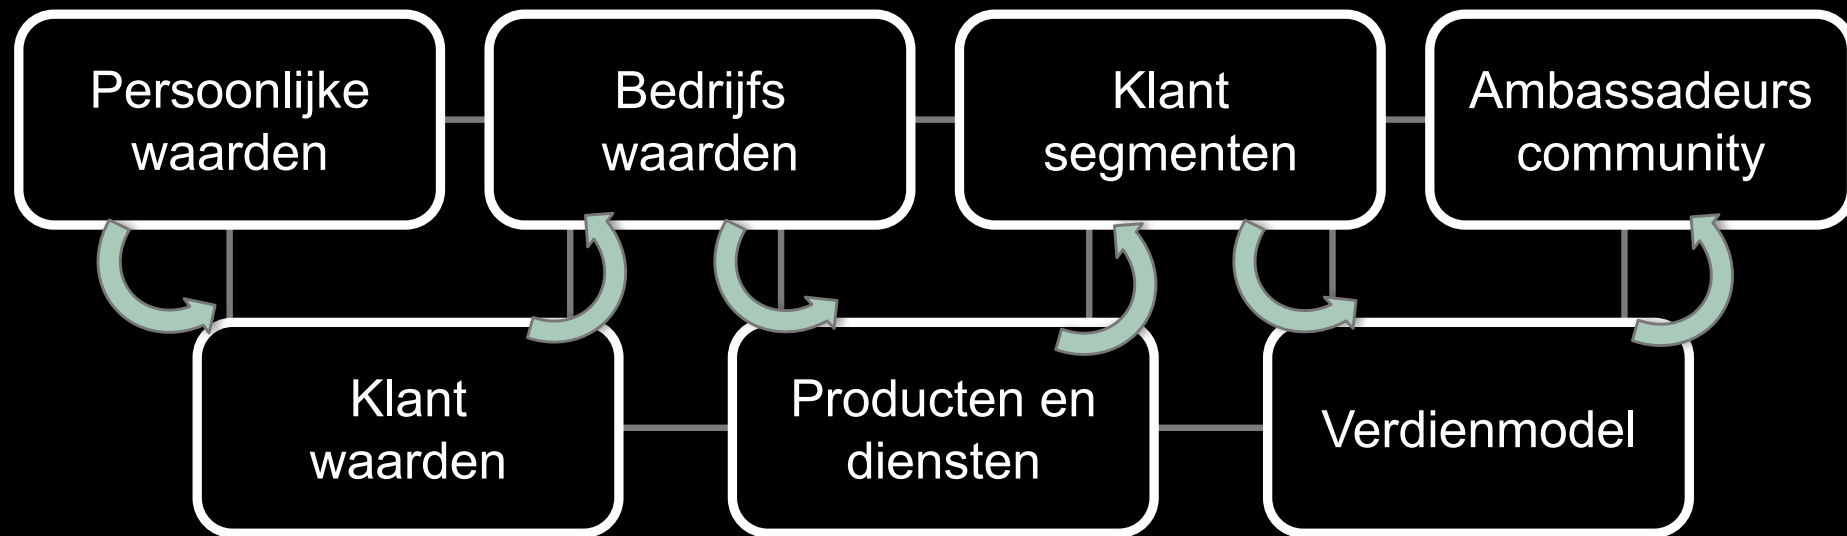 Persoonlijke
waarden
Bedrijfs
waarden
Klant
segmenten
Ambassadeurs
community
Klant
waarden
Producten en
diensten
Verdienmodel